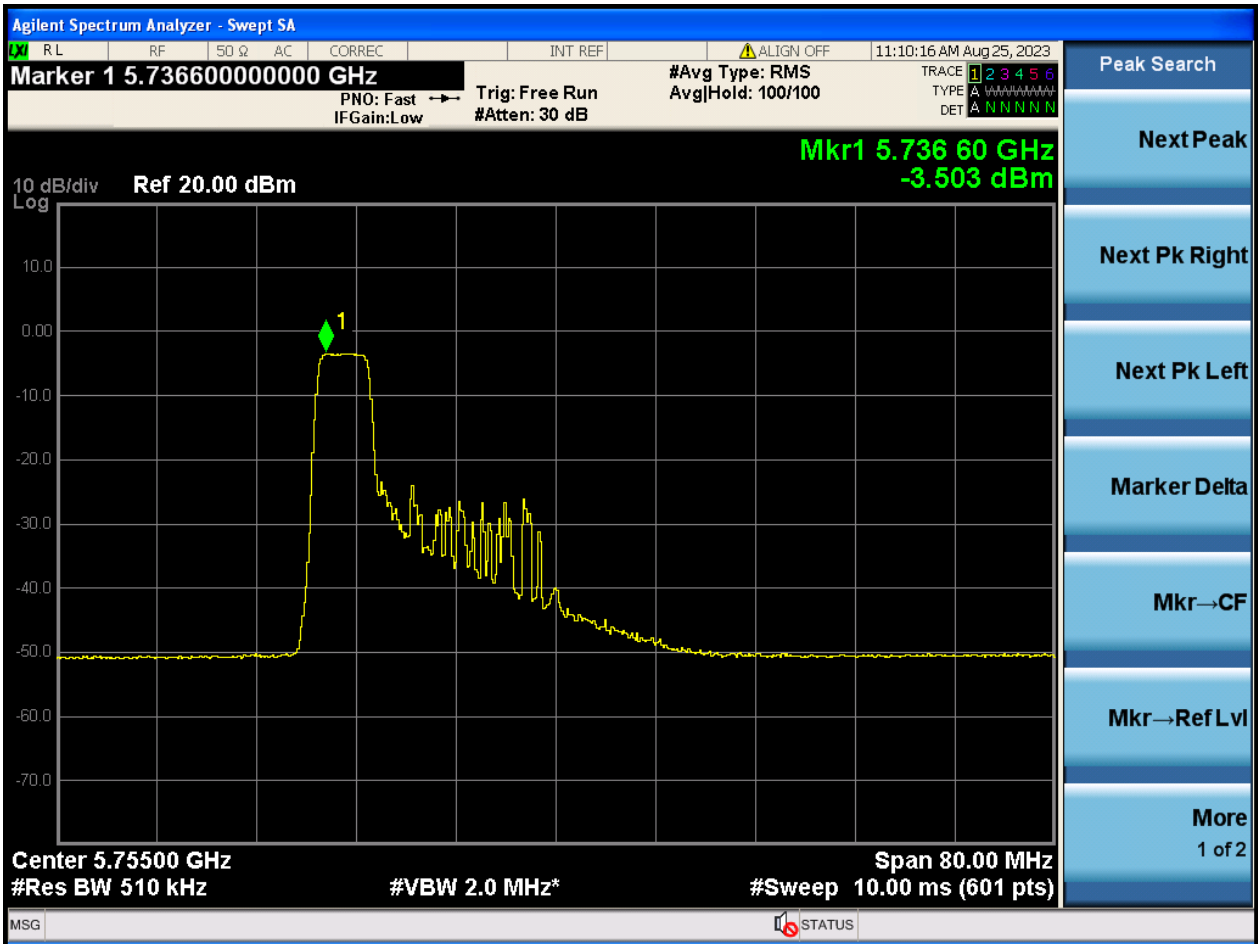 Agilent Spectrum Analyzer - Swept SA
LXI RL RF 50 Ω AC CORREC INT REF ALIGN OFF 11:10:16 AM Aug 25, 2023
Marker 1 5.736600000000 GHz
PNO: Fast
IFGain:Low
Trig: Free Run
#Atten: 30 dB
#Avg Type: RMS
Avg|Hold: 100/100
TRACE 1 2 3 4 5 6
TYPE A WWWWW
DET A N N N N N
Peak Search
Mkr1 5.736 60 GHz
-3.503 dBm
10 dB/div Ref 20.00 dBm
Log
10.0
0.00
-10.0
-20.0
-30.0
-40.0
-50.0
-60.0
-70.0
1
Center 5.75500 GHz
Span 80.00 MHz
#Res BW 510 kHz
#VBW 2.0 MHz*
#Sweep 10.00 ms (601 pts)
Next Peak
Next Pk Right
Next Pk Left
Marker Delta
Mkr→CF
Mkr→Ref Lvl
More
1 of 2
MSG
STATUS